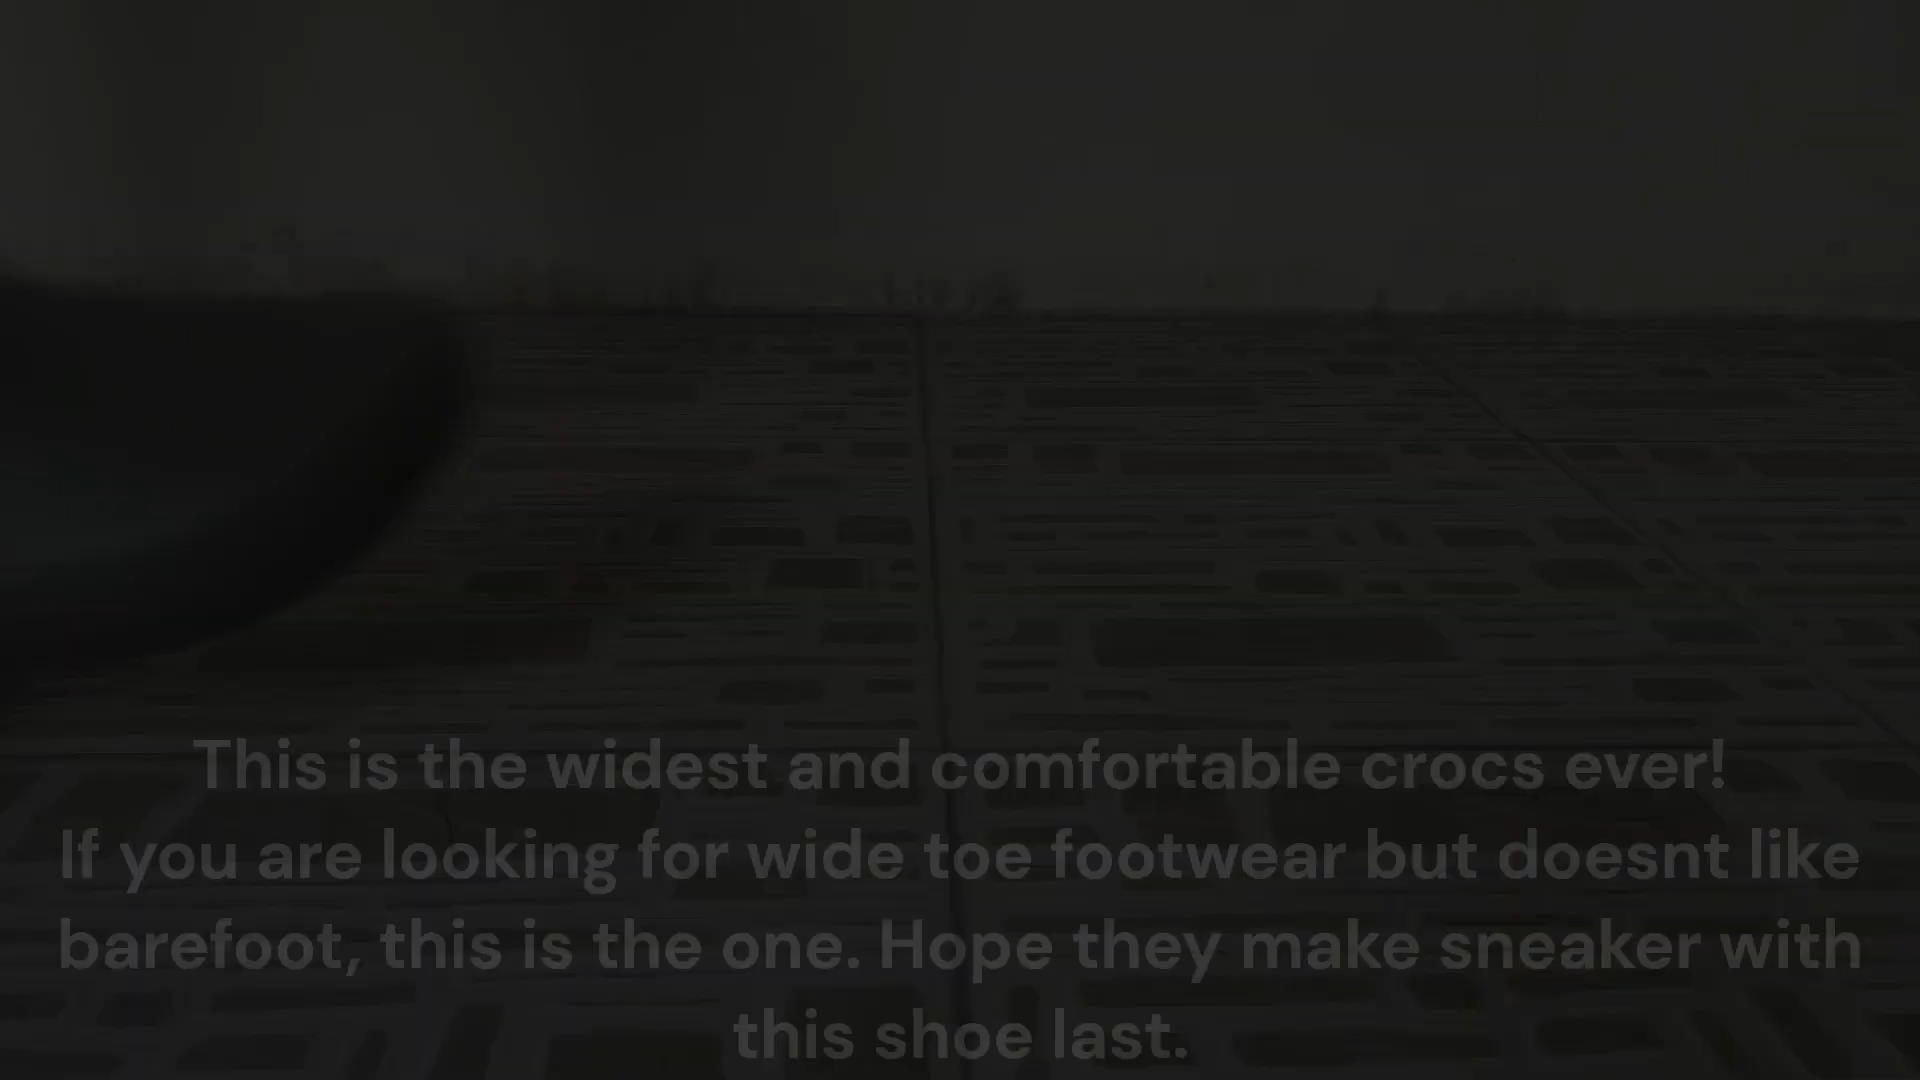 This is the widest and comfortable crocs ever!
If you are looking for wide toe footwear but doesnt like
barefoot, this is the one. Hope they make sneaker with
this shoe last.